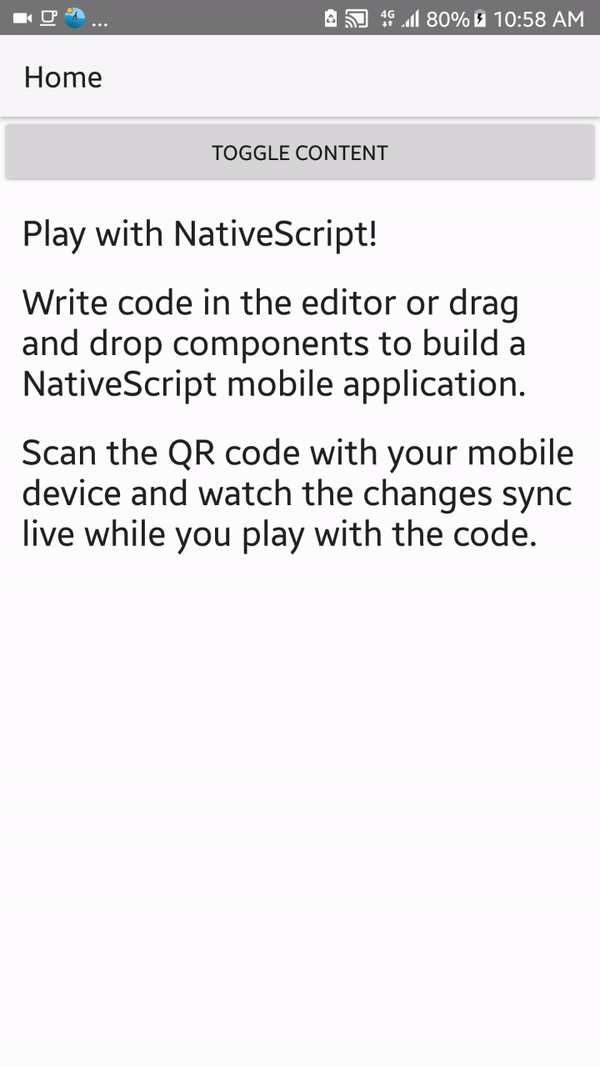 ... 4G 80% 10:58 AM
Home
TOGGLE CONTENT
Play with NativeScript!
Write code in the editor or drag
and drop components to build a
NativeScript mobile application.
Scan the QR code with your mobile
device and watch the changes sync
live while you play with the code.